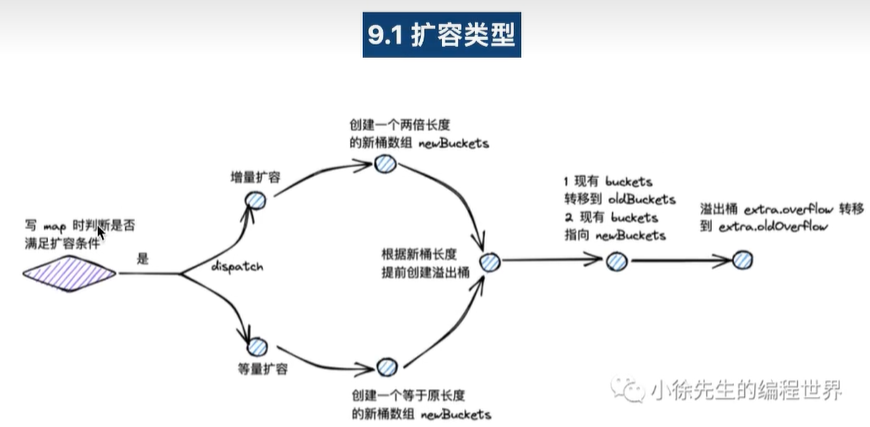 9.1 扩容类型
创建一个两倍长度
的新桶数组 newBuckets
增量扩容
写 map 时判断是否
满足扩容条件
是
dispatch
根据新桶长度
提前创建溢出桶
1 现有 buckets
转移到 oldBuckets
2 现有 buckets
指向 newBuckets
溢出桶 extra.overflow 转移
到 extra.oldOverflow
等量扩容
创建一个等于原长度
的新桶数组 newBuckets
小徐先生的编程世界